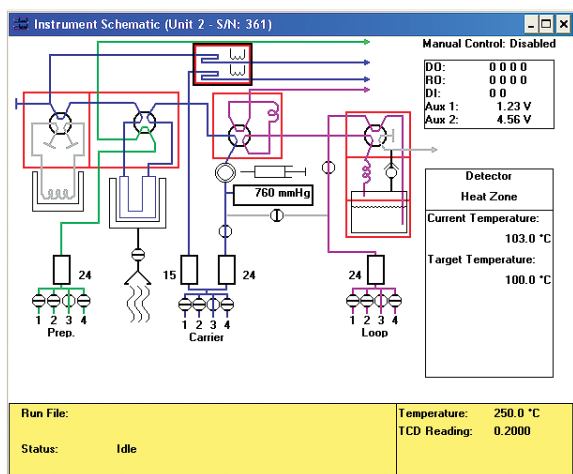 Instrument Schematic (Unit 2 - S/N: 361)
Manual Control: Disabled
DO: 0 0 0 0
RO: 0 0 0 0
DI: 0 0
Aux 1: 1.23 V
Aux 2: 4.56 V
760 mmHg
Detector
Heat Zone
Current Temperature:
103.0 °C
Target Temperature:
100.0 °C
24
15
24
24
1 2 3 4
Prep.
1 2 3 4
Carrier
1 2 3 4
Loop
Run File:
Status: Idle
Temperature: 250.0 °C
TCD Reading: 0.2000